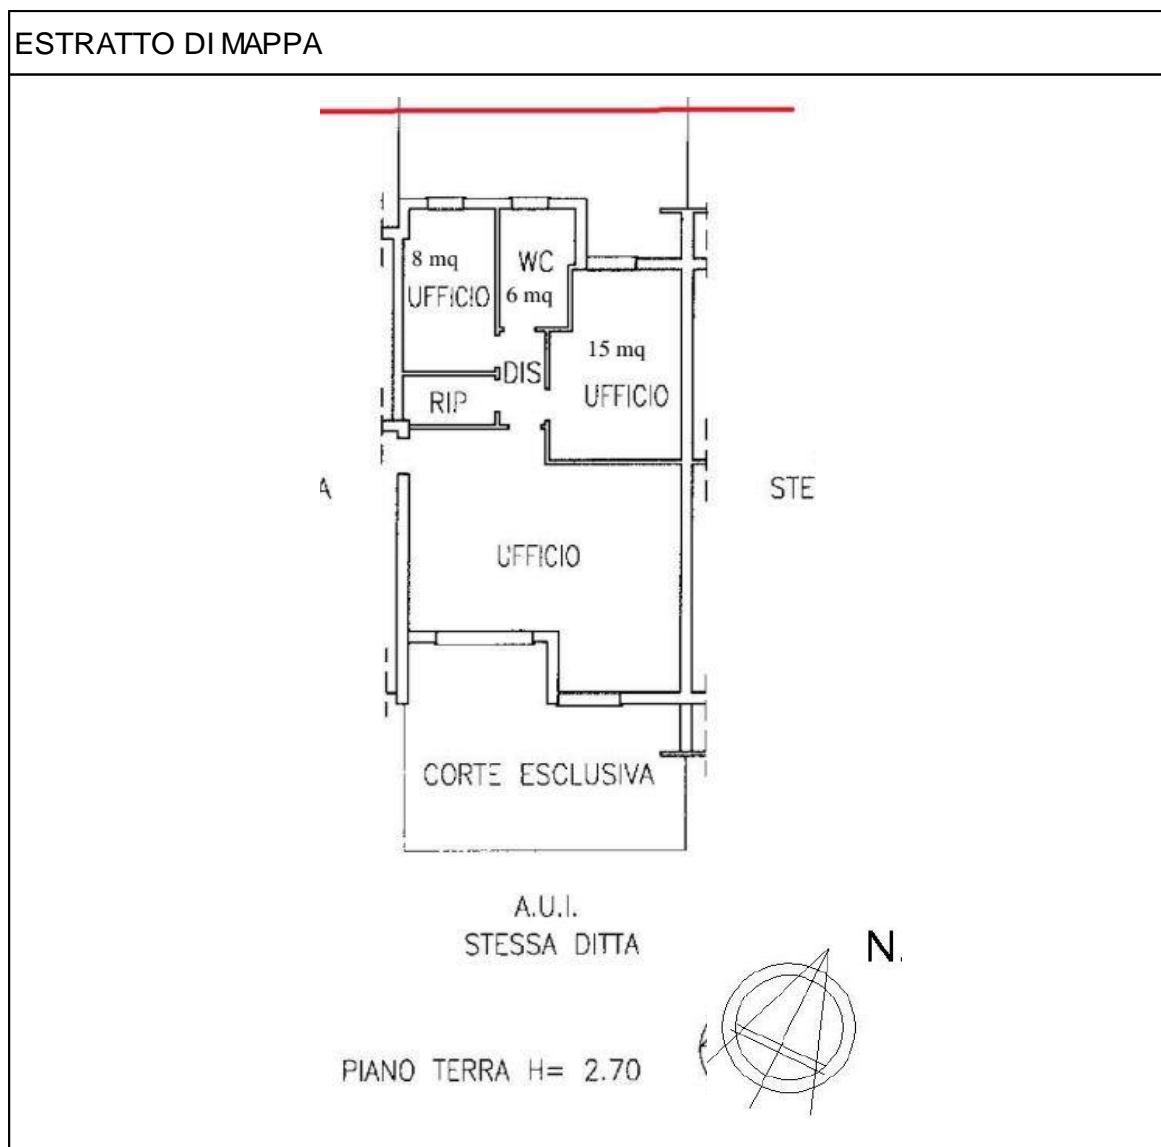 ESTRATTO DI MAPPA
8 mq
UFFICIO
WC
6 mq
15 mq
UFFICIO
DIS
RIP
A
STE
UFFICIO
CORTE ESCLUSIVA
A.U.I.
STESSA DITTA
N.
PIANO TERRA H= 2.70